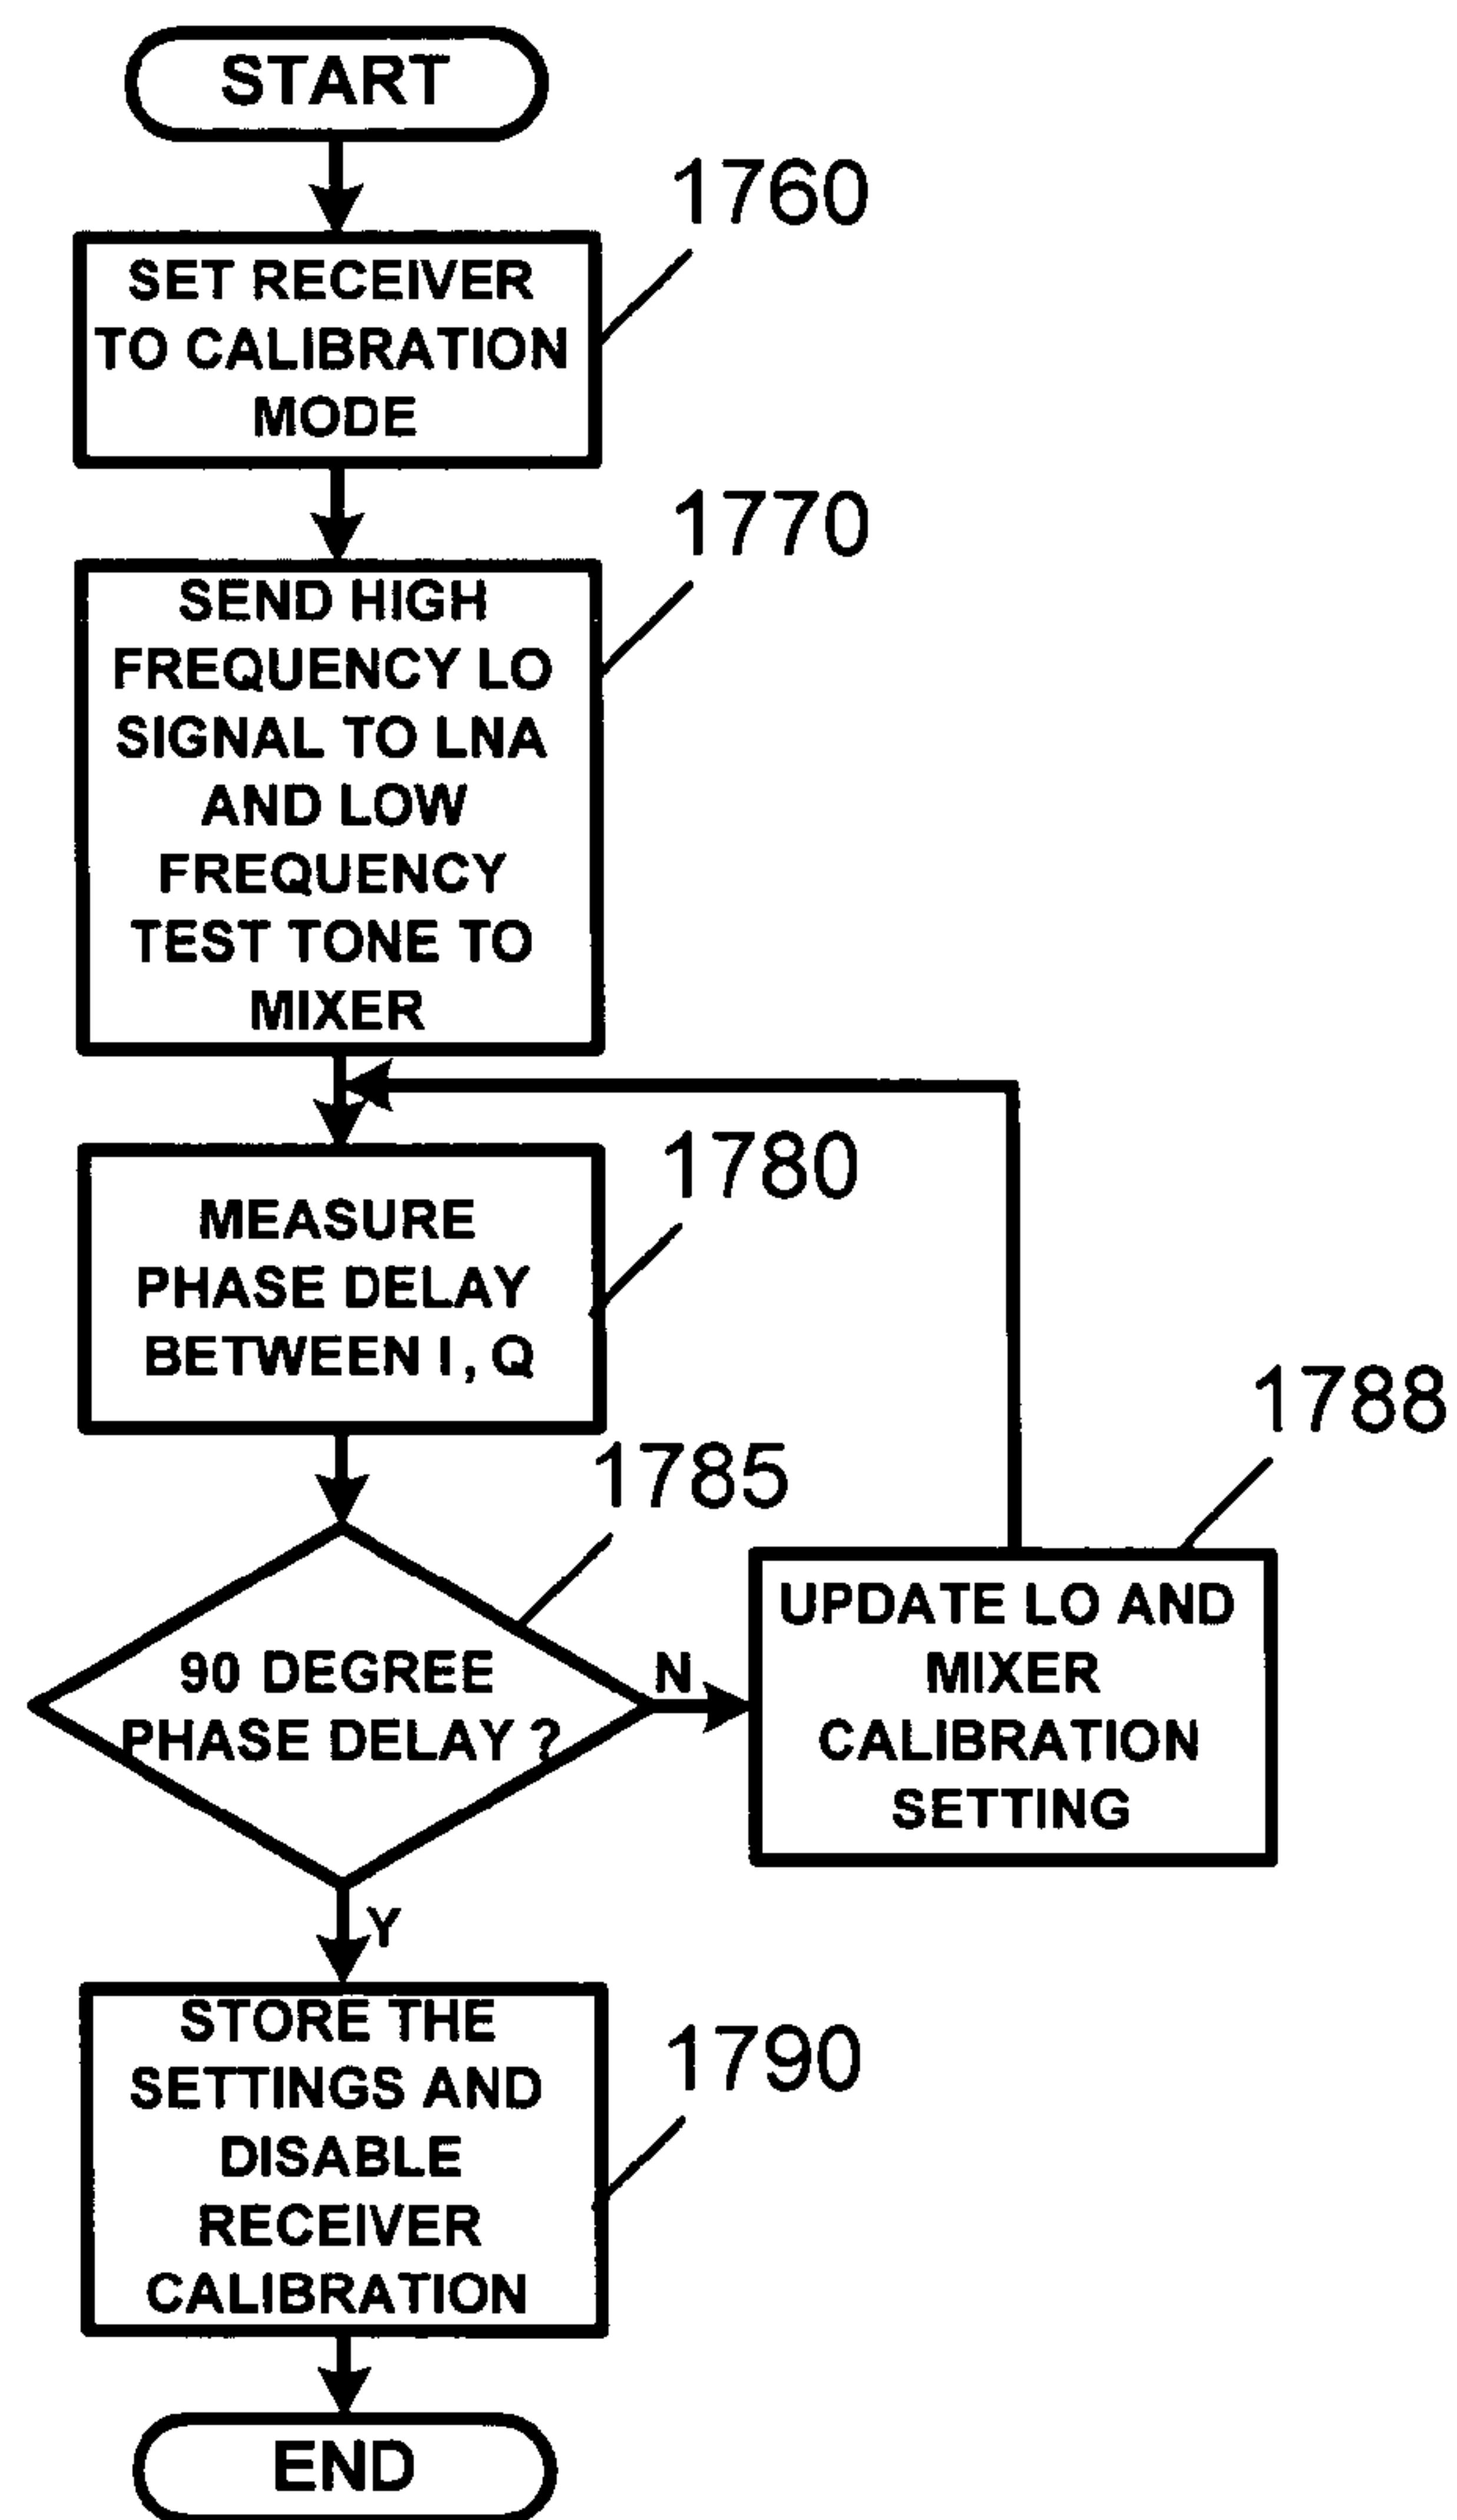 START
1760
SET RECEIVER
TO CALIBRATION
MODE
1770
SEND HIGH
FREQUENCY LO
SIGNAL TO LNA
AND LOW
FREQUENCY
TEST TONE TO
MIXER
1780
MEASURE
PHASE DELAY
BETWEEN I, Q
1785
90 DEGREE
PHASE DELAY ?
N
1788
UPDATE LO AND
MIXER
CALIBRATION
SETTING
Y
1790
STORE THE
SETTINGS AND
DISABLE
RECEIVER
CALIBRATION
END